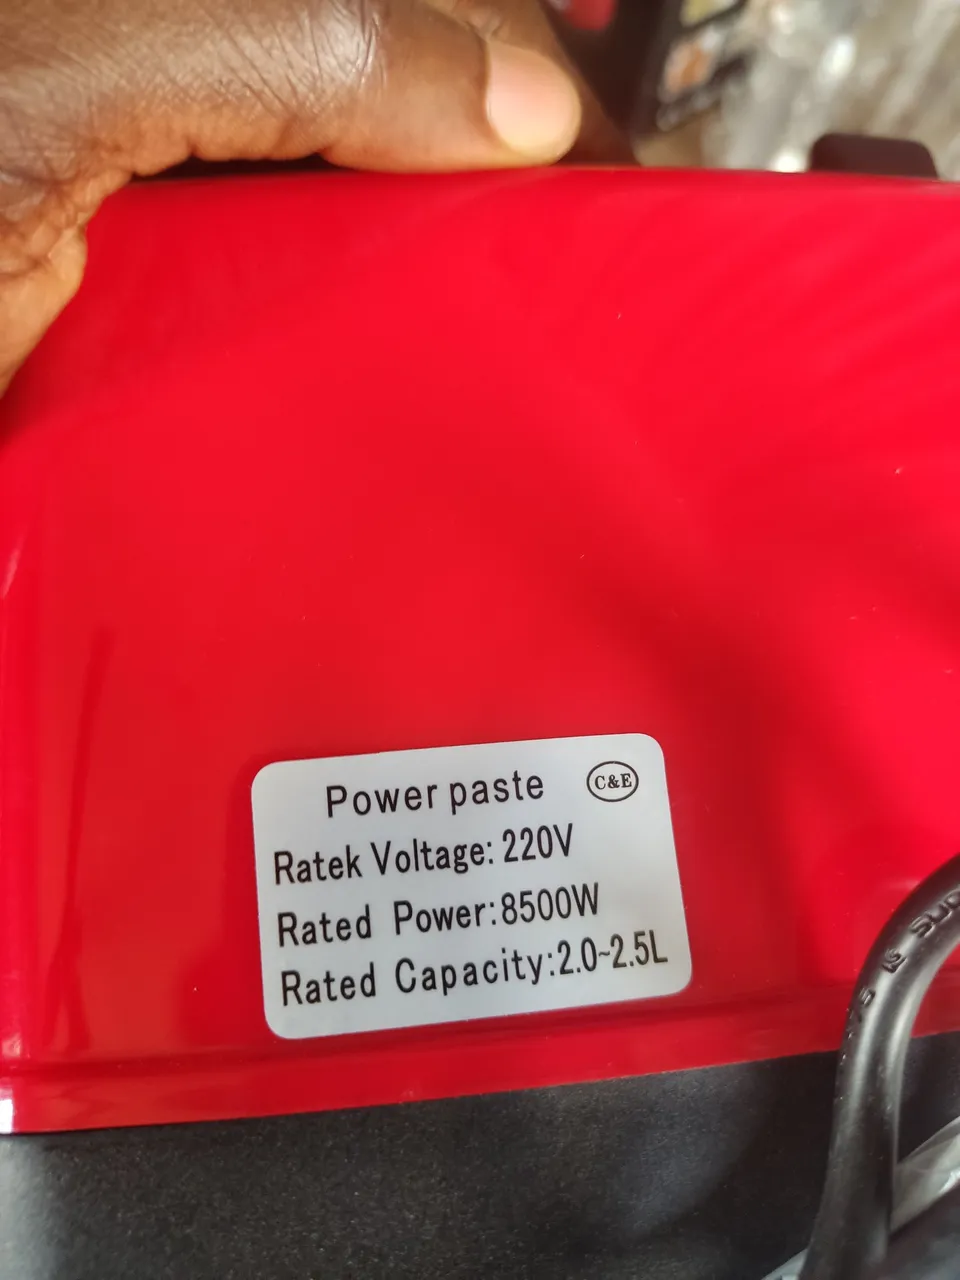 Power paste C&E
Ratek Voltage: 220V
Rated Power:8500W
Rated Capacity:2.0~2.5L